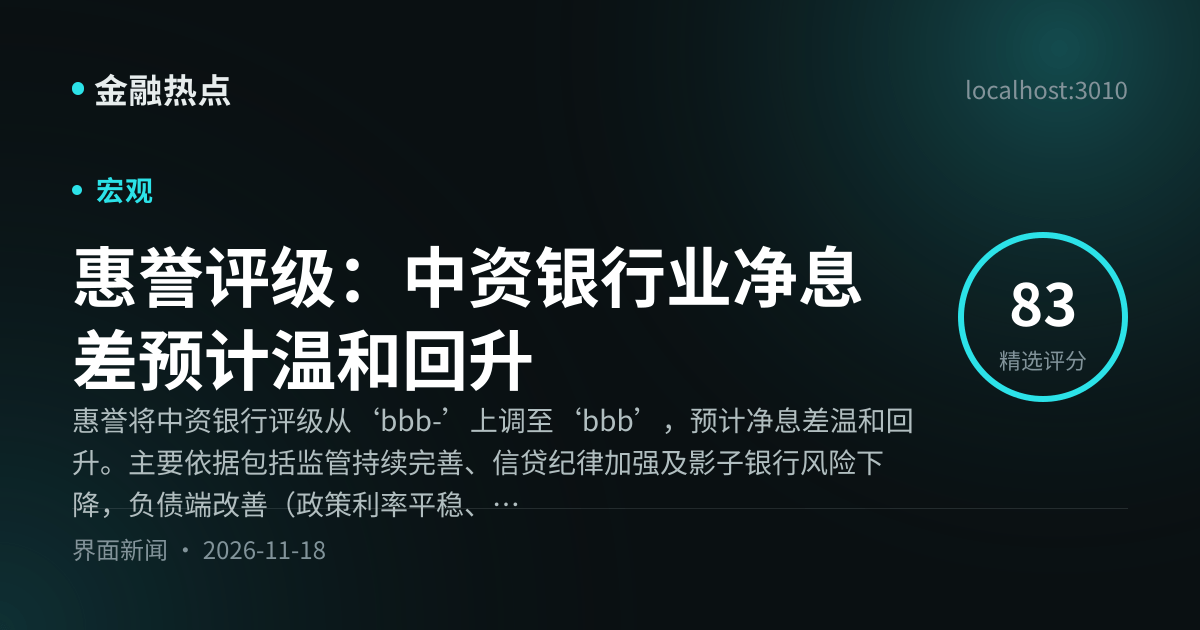 金融热点
localhost:3010
宏观
惠誉评级：中资银行业净息
差预计温和回升
83
精选评分
惠誉将中资银行评级从‘bbb-’上调至‘bbb’，预计净息差温和回
升。主要依据包括监管持续完善、信贷纪律加强及影子银行风险下
降，负债端改善（政策利率平稳、…
界面新闻 • 2026-11-18